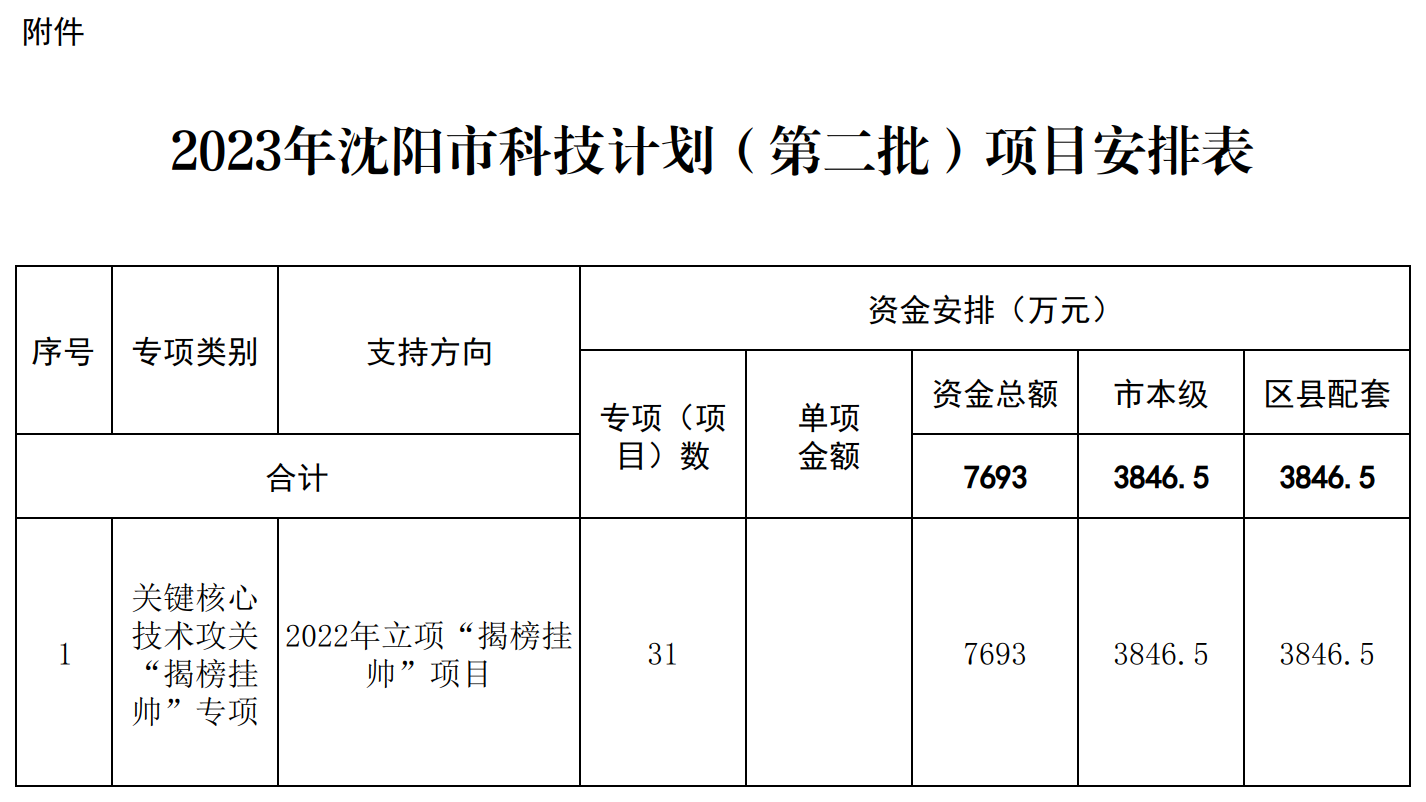 附件
2023年沈阳市科技计划（第二批）项目安排表
序号
专项类别
支持方向
资金安排（万元）
专项（项
目）数
单项
金额
资金总额
市本级
区县配套
合计
7693
3846.5
3846.5
1
关键核心
技术攻关
“揭榜挂
帅”专项
2022年立项“揭榜挂
帅”项目
31
7693
3846.5
3846.5